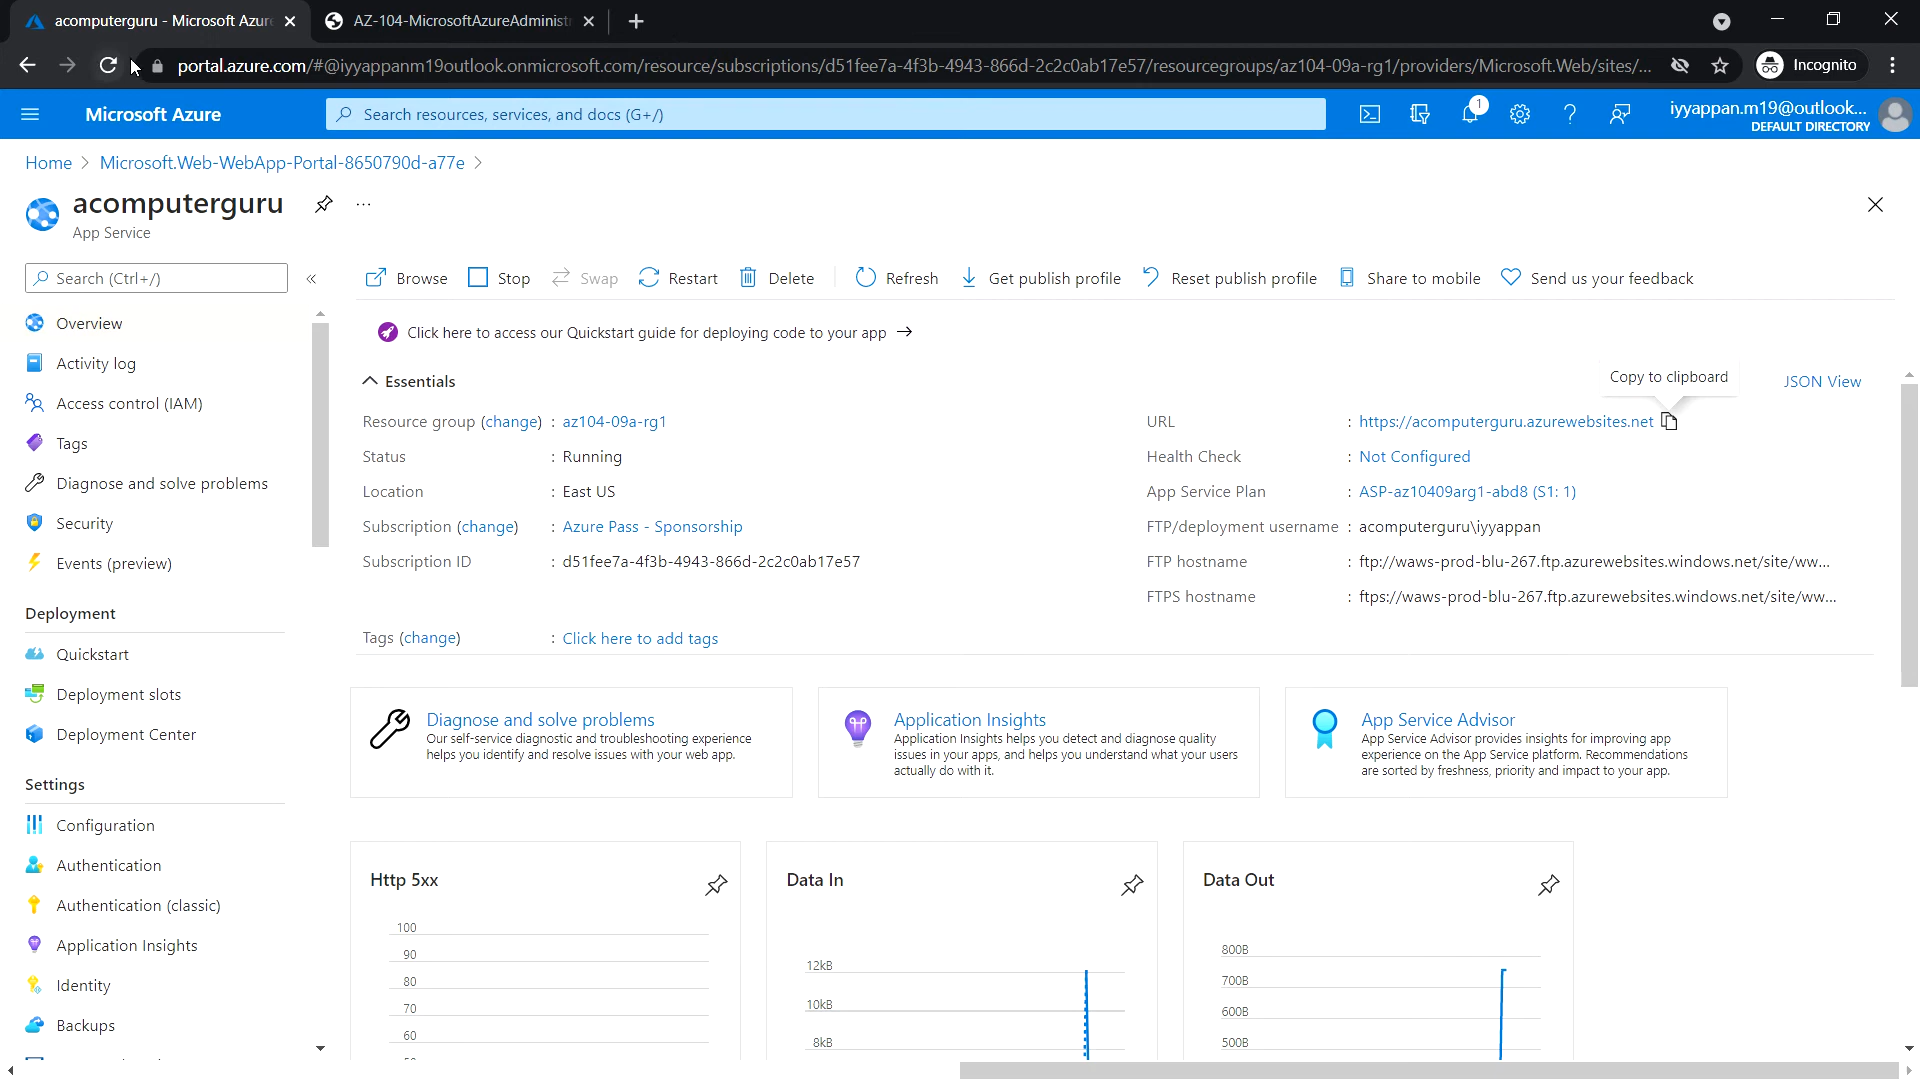 acomputerguru - Microsoft Azur
AZ-104-MicrosoftAzureAdminist
portal.azure.com/#@iyyappanm19outlook.onmicrosoft.com/resource/subscriptions/d51fee7a-4f3b-4943-866d-2c2c0ab17e57/resourcegroups/az104-09a-rg1/providers/Microsoft.Web/sites/...
Incognito
Microsoft Azure
Search resources, services, and docs (G+/)
1
iyyappan.m19@outlook...
DEFAULT DIRECTORY
Home > Microsoft.Web-WebApp-Portal-8650790d-a77e >
acomputerguru
...
App Service
Search (Ctrl+/)
«
Browse
Stop
Swap
Restart
Delete
Refresh
Get publish profile
Reset publish profile
Share to mobile
Send us your feedback
Overview
Activity log
Access control (IAM)
Tags
Diagnose and solve problems
Security
Events (preview)
Deployment
Quickstart
Deployment slots
Deployment Center
Settings
Configuration
Authentication
Authentication (classic)
Application Insights
Identity
Backups
Click here to access our Quickstart guide for deploying code to your app →
Essentials
Copy to clipboard
JSON View
Resource group (change) : az104-09a-rg1
Status : Running
Location : East US
Subscription (change) : Azure Pass - Sponsorship
Subscription ID : d51fee7a-4f3b-4943-866d-2c2c0ab17e57
URL : https://acomputerguru.azurewebsites.net
Health Check : Not Configured
App Service Plan : ASP-az10409arg1-abd8 (S1: 1)
FTP/deployment username : acomputerguru\iyyappan
FTP hostname : ftp://waws-prod-blu-267.ftp.azurewebsites.windows.net/site/ww...
FTPS hostname : ftps://waws-prod-blu-267.ftp.azurewebsites.windows.net/site/ww...
Tags (change) : Click here to add tags
Diagnose and solve problems
Our self-service diagnostic and troubleshooting experience
helps you identify and resolve issues with your web app.
Application Insights
Application Insights helps you detect and diagnose quality
issues in your apps, and helps you understand what your users
actually do with it.
App Service Advisor
App Service Advisor provides insights for improving app
experience on the App Service platform. Recommendations
are sorted by freshness, priority and impact to your app.
Http 5xx
100
90
80
70
60
Data In
12kB
10kB
8kB
Data Out
800B
700B
600B
500B